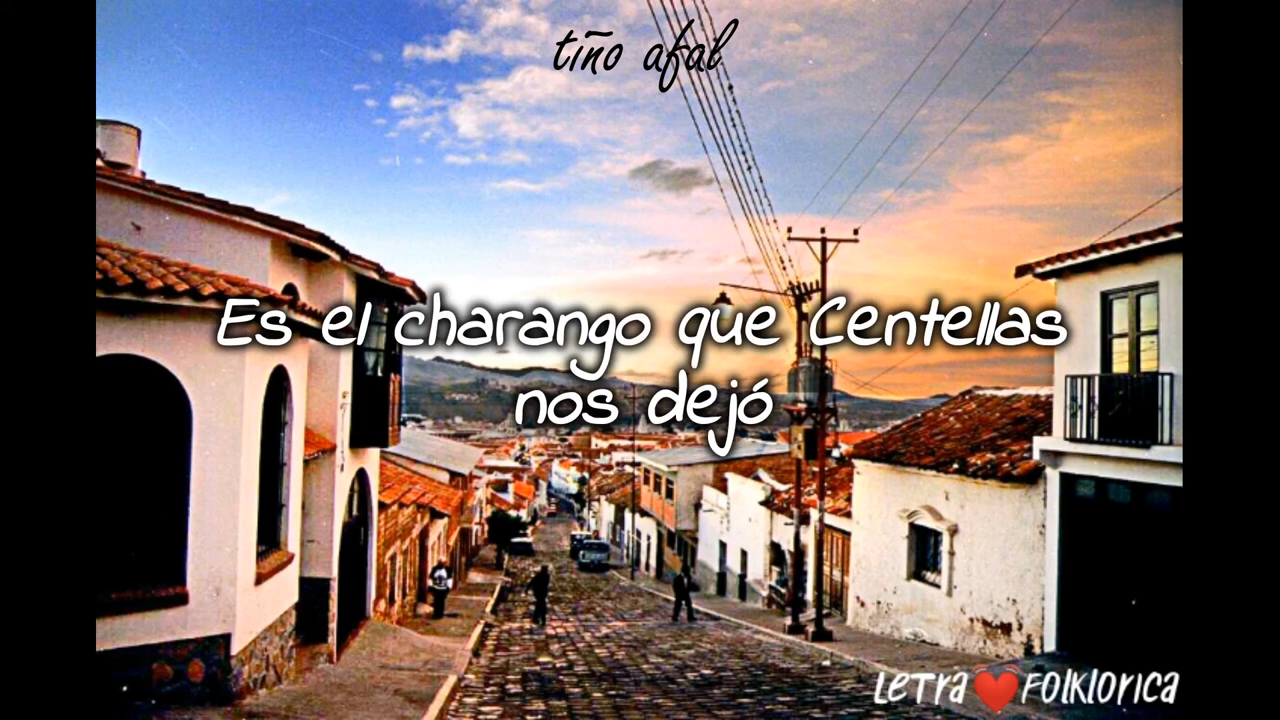 tiño afal
Es el charango que Centellas
nos dejó
LETra FOlKlOrICA